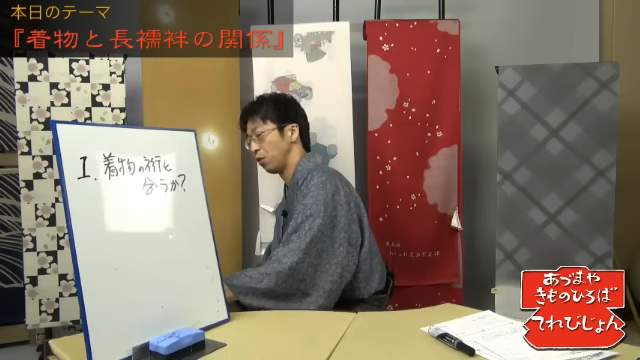 本日のテーマ
『着物と長襦袢の関係』
1. 着物の裄と
合うか?
あづまや
きものひろば
てれびじょん